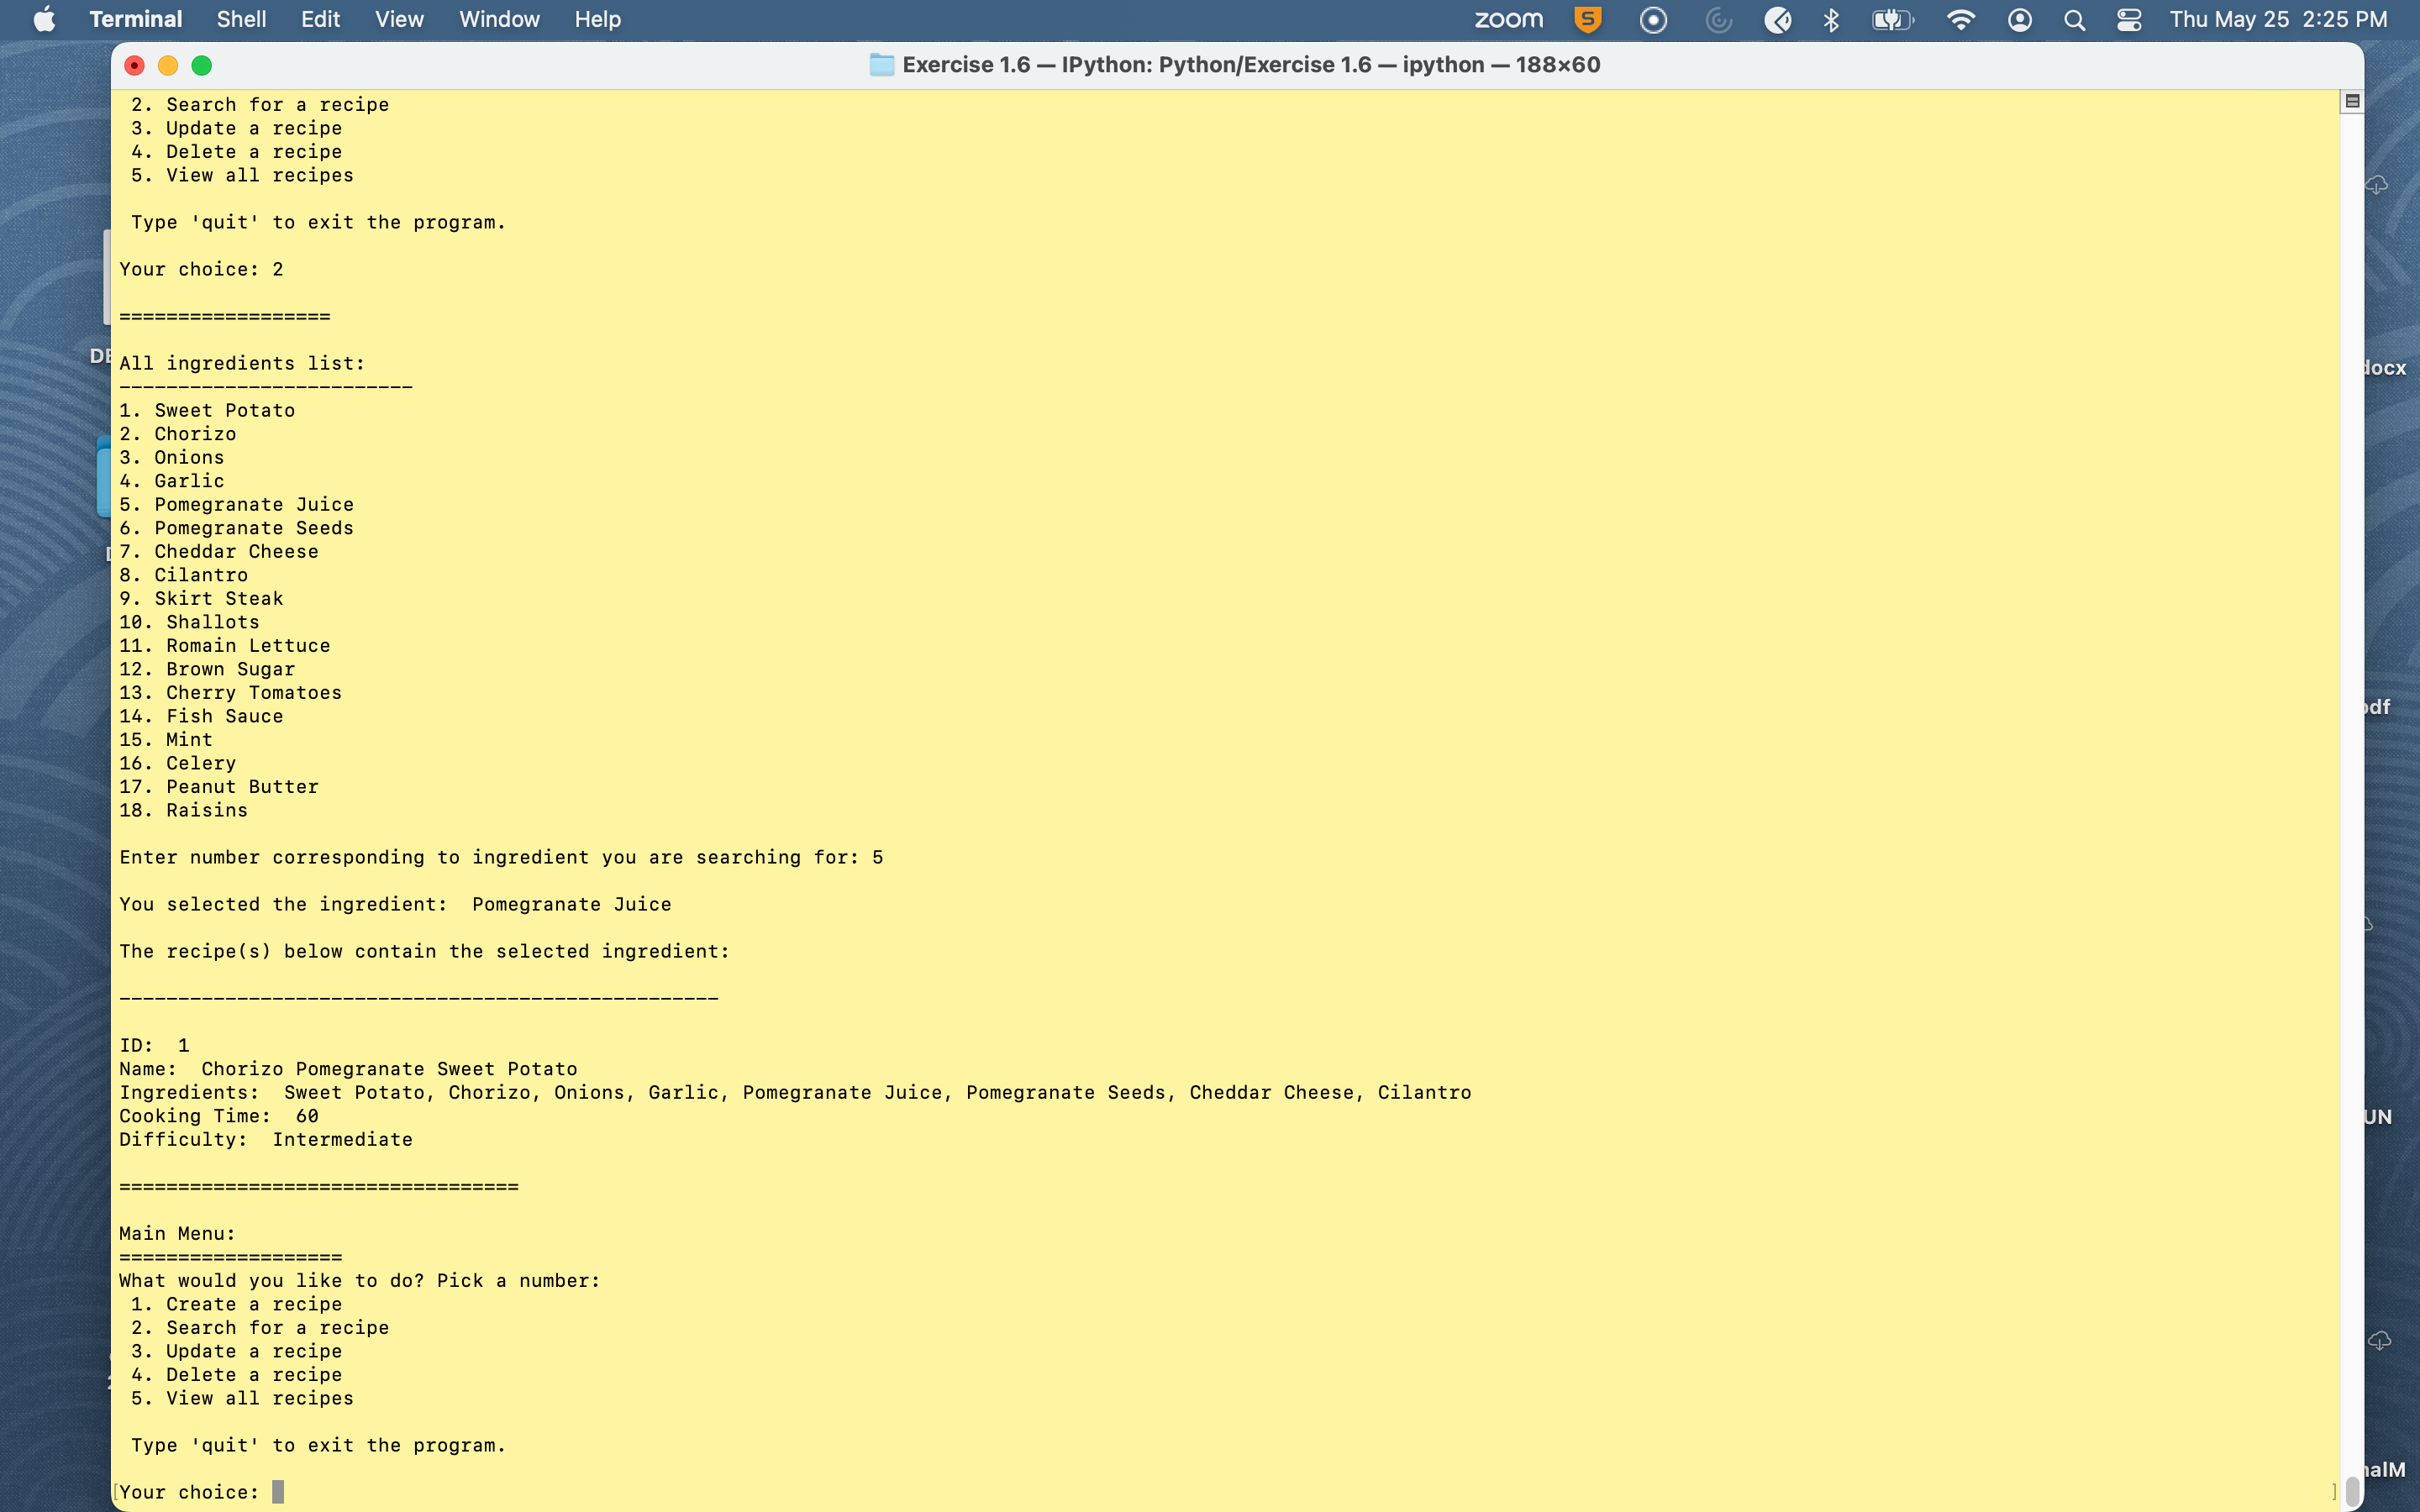 Terminal Shell Edit View Window Help zoom S Thu May 25 2:25 PM
Exercise 1.6 — IPython: Python/Exercise 1.6 — ipython — 188×60
2. Search for a recipe
3. Update a recipe
4. Delete a recipe
5. View all recipes
Type 'quit' to exit the program.
Your choice: 2
==================
All ingredients list:
-------------------------
1. Sweet Potato
2. Chorizo
3. Onions
4. Garlic
5. Pomegranate Juice
6. Pomegranate Seeds
7. Cheddar Cheese
8. Cilantro
9. Skirt Steak
10. Shallots
11. Romain Lettuce
12. Brown Sugar
13. Cherry Tomatoes
14. Fish Sauce
15. Mint
16. Celery
17. Peanut Butter
18. Raisins
Enter number corresponding to ingredient you are searching for: 5
You selected the ingredient:  Pomegranate Juice
The recipe(s) below contain the selected ingredient:
---------------------------------------------------
ID:  1
Name:  Chorizo Pomegranate Sweet Potato
Ingredients:  Sweet Potato, Chorizo, Onions, Garlic, Pomegranate Juice, Pomegranate Seeds, Cheddar Cheese, Cilantro
Cooking Time:  60
Difficulty:  Intermediate
==================================
Main Menu:
===================
What would you like to do? Pick a number:
1. Create a recipe
2. Search for a recipe
3. Update a recipe
4. Delete a recipe
5. View all recipes
Type 'quit' to exit the program.
[Your choice: ]
docx
UN